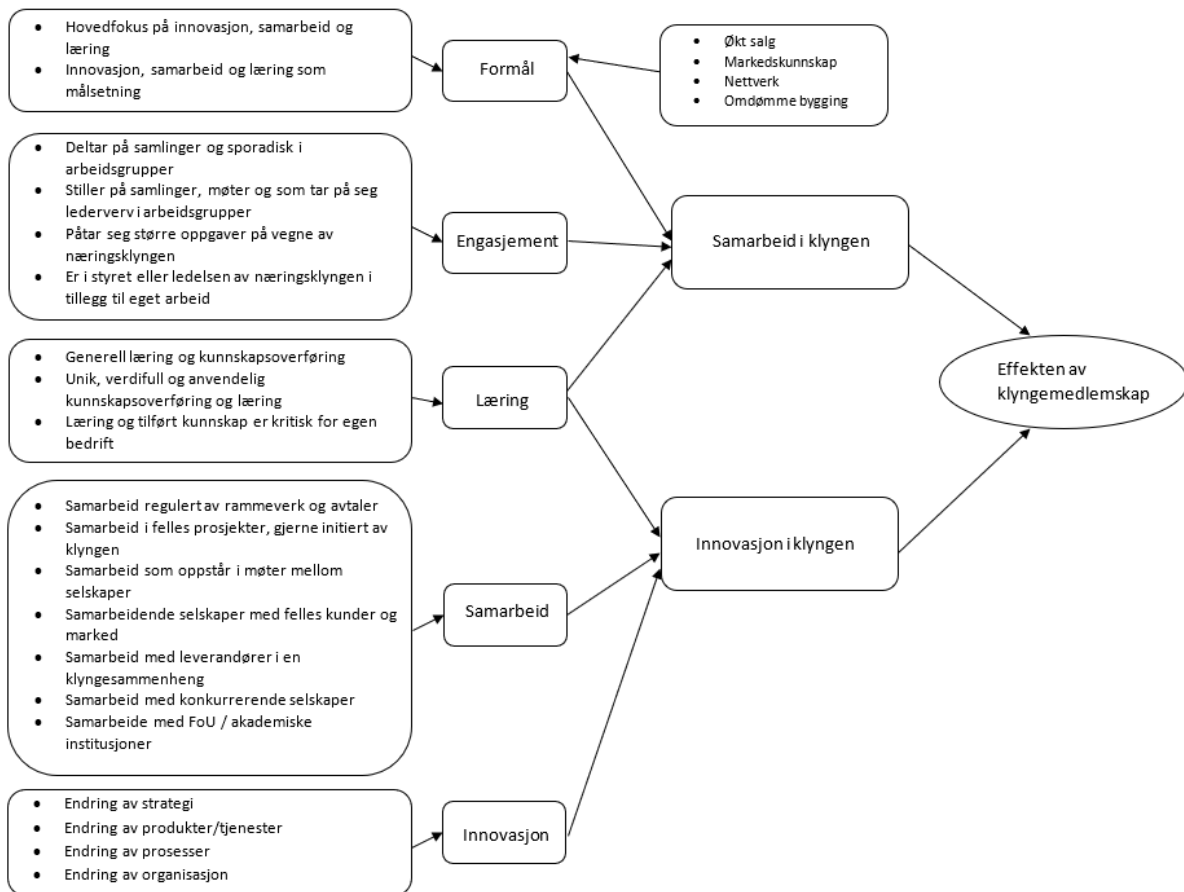 • Hovedfokus på innovasjon, samarbeid og
læring
• Innovasjon, samarbeid og læring som
målsetning
Formål
• Økt salg
• Markedskunnskap
• Nettverk
• Omdømme bygging
• Deltar på samlinger og sporadisk i
arbeidsgrupper
• Stiller på samlinger, møter og som tar på seg
lederverv i arbeidsgrupper
• Påtar seg større oppgaver på vegne av
næringsklyngen
• Er i styret eller ledelsen av næringsklyngen i
tillegg til eget arbeid
Engasjement
Samarbeid i klyngen
• Generell læring og kunnskapsoverføring
• Unik, verdifull og anvendelig
kunnskapsoverføring og læring
• Læring og tilført kunnskap er kritisk for egen
bedrift
Læring
Effekten av
klyngemedlemskap
• Samarbeid regulert av rammeverk og avtaler
• Samarbeid i felles prosjekter, gjerne initiert av
klyngen
• Samarbeid som oppstår i møter mellom
selskaper
• Samarbeidende selskaper med felles kunder og
marked
• Samarbeid med leverandører i en
klyngesammenheng
• Samarbeid med konkurrerende selskaper
• Samarbeide med FoU / akademiske
institusjoner
Samarbeid
Innovasjon i klyngen
• Endring av strategi
• Endring av produkter/tjenester
• Endring av prosesser
• Endring av organisasjon
Innovasjon